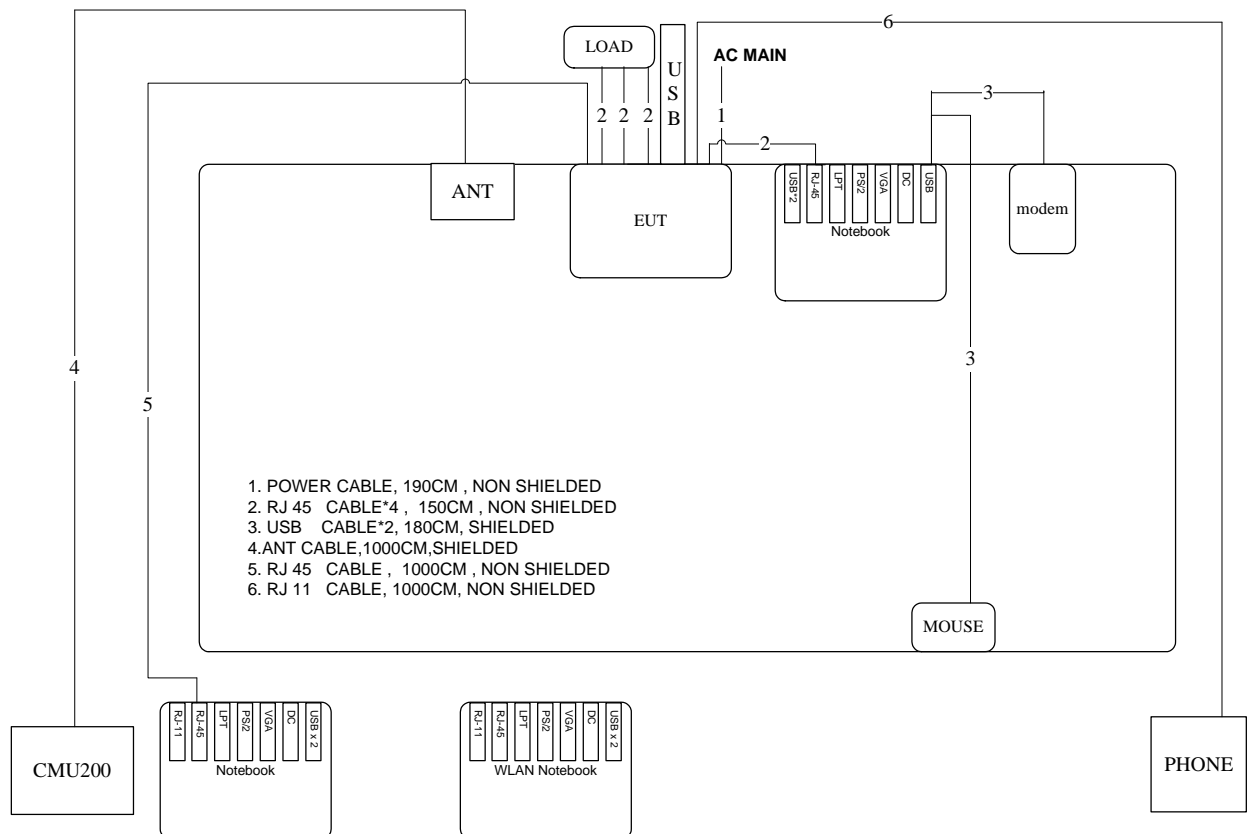 6
LOAD
USB
AC MAIN
3
2
2
2
1
2
ANT
EUT
USB*2
RJ-45
LPT
PS/2
VGA
DC
USB
Notebook
modem
4
3
5
1. POWER CABLE, 190CM , NON SHIELDED
2. RJ 45 CABLE*4 , 150CM , NON SHIELDED
3. USB CABLE*2, 180CM, SHIELDED
4.ANT CABLE,1000CM,SHIELDED
5. RJ 45 CABLE , 1000CM , NON SHIELDED
6. RJ 11 CABLE, 1000CM, NON SHIELDED
MOUSE
CMU200
RJ-11
RJ-45
LPT
PS/2
VGA
DC
USB x 2
Notebook
RJ-11
RJ-45
LPT
PS/2
VGA
DC
USB x 2
WLAN Notebook
PHONE